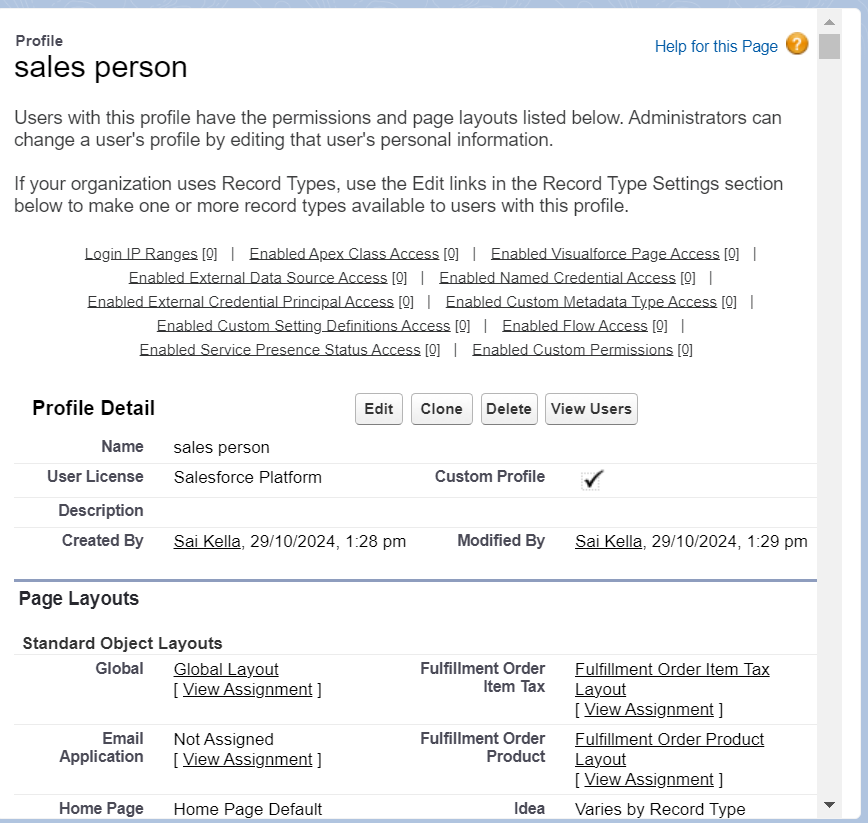 Profile
sales person
Help for this Page
Users with this profile have the permissions and page layouts listed below. Administrators can
change a user's profile by editing that user's personal information.
If your organization uses Record Types, use the Edit links in the Record Type Settings section
below to make one or more record types available to users with this profile.
Login IP Ranges [0] | Enabled Apex Class Access [0] | Enabled Visualforce Page Access [0] |
Enabled External Data Source Access [0] | Enabled Named Credential Access [0] |
Enabled External Credential Principal Access [0] | Enabled Custom Metadata Type Access [0] |
Enabled Custom Setting Definitions Access [0] | Enabled Flow Access [0] |
Enabled Service Presence Status Access [0] | Enabled Custom Permissions [0]
Profile Detail
Edit Clone Delete View Users
Name sales person
User License Salesforce Platform Custom Profile
Description
Created By Sai Kella, 29/10/2024, 1:28 pm Modified By Sai Kella, 29/10/2024, 1:29 pm
Page Layouts
Standard Object Layouts
Global Global Layout
[ View Assignment ]
Fulfillment Order
Item Tax
Fulfillment Order Item Tax
Layout
[ View Assignment ]
Email
Application
Not Assigned
[ View Assignment ]
Fulfillment Order
Product
Fulfillment Order Product
Layout
[ View Assignment ]
Home Page Home Page Default Idea Varies by Record Type